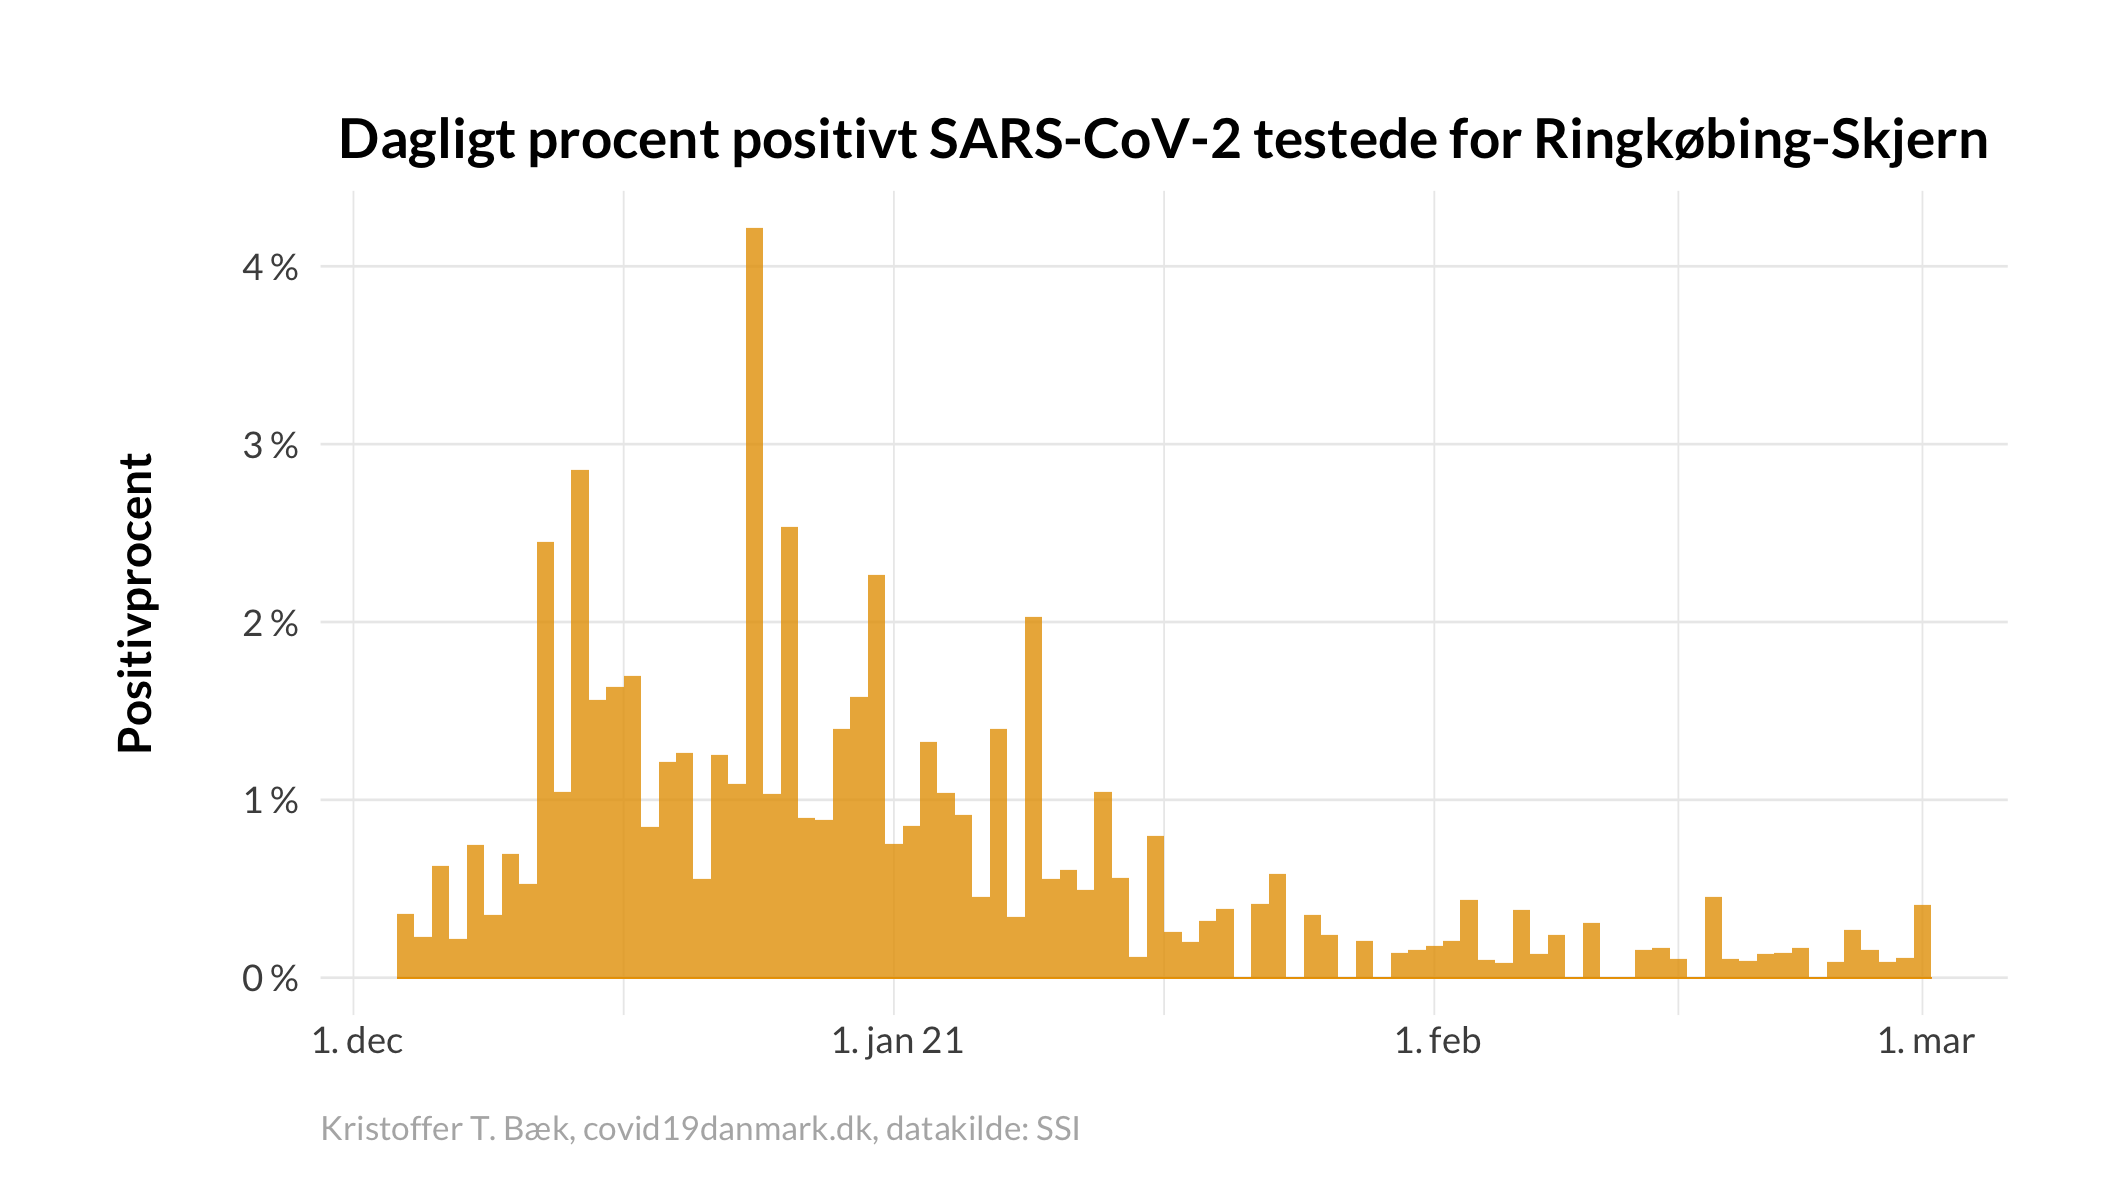 Dagligt procent positivt SARS-CoV-2 testede for Ringkøbing-Skjern
Positivprocent
4 %
3 %
2 %
1 %
0 %
1. dec
1. jan 21
1. feb
1. mar
Kristoffer T. Bæk, covid19danmark.dk, datakilde: SSI